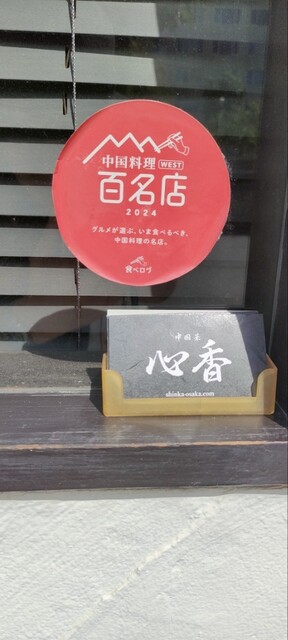 中国料理 WEST
百名店
2024
グルメが選ぶ、いま食べるべき、
中国料理の名店。
食べログ
中国菜
心香
shinka-osaka.com